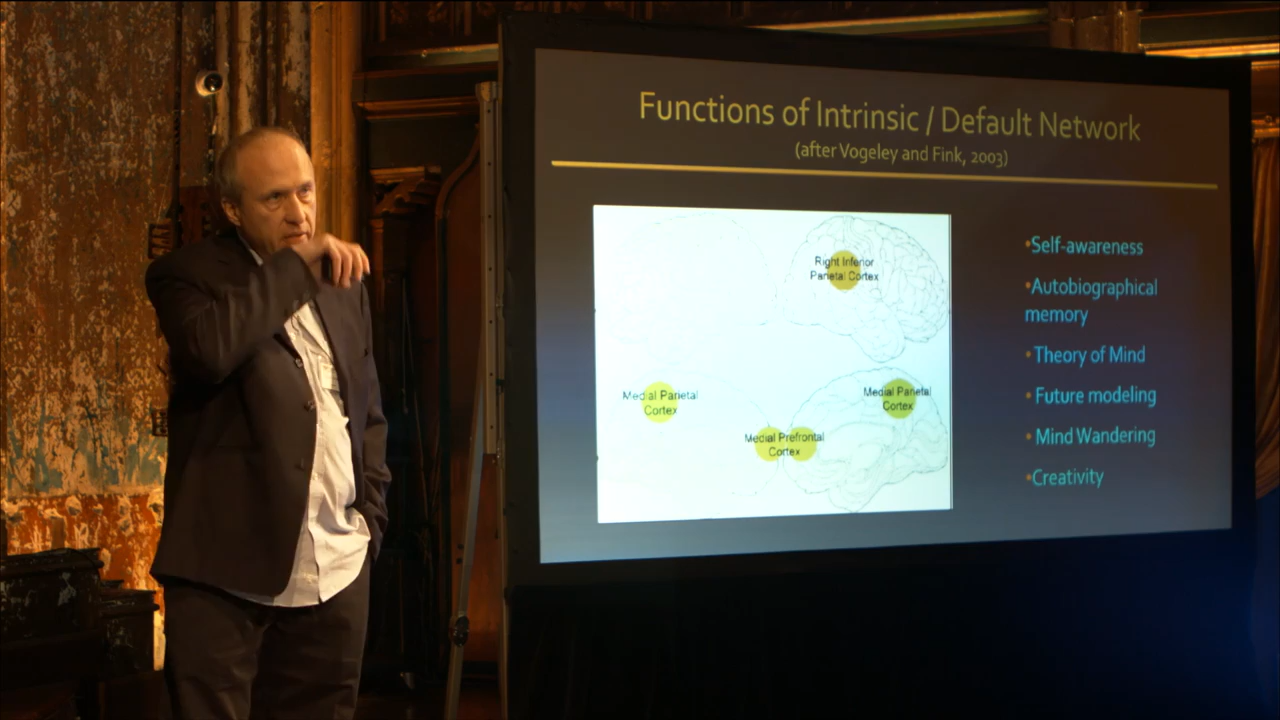 Functions of Intrinsic / Default Network
(after Vogeley and Fink, 2003)
Right Inferior
Parietal Cortex
Medial Parietal
Cortex
Medial Parietal
Cortex
Medial Prefrontal
Cortex
•Self-awareness
•Autobiographical
memory
•Theory of Mind
•Future modeling
•Mind Wandering
•Creativity